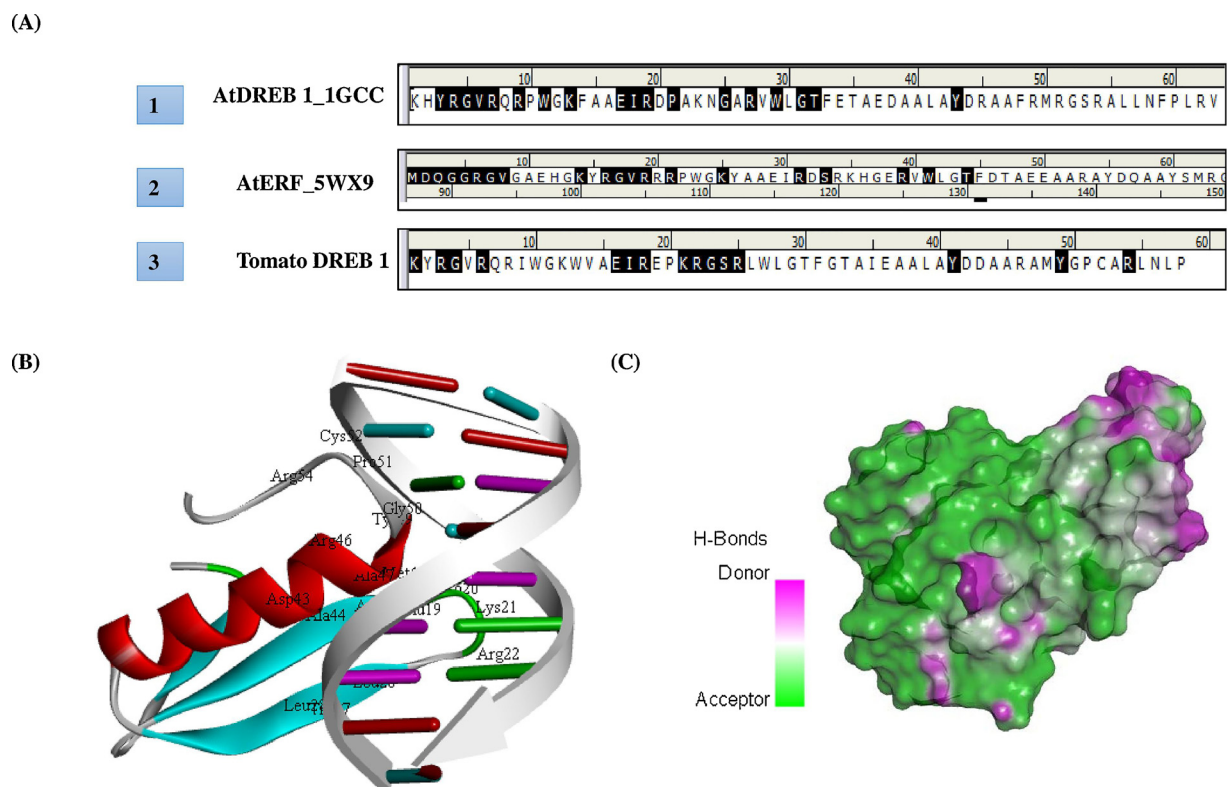 (A)
10 20 30 40 50 60
1 AtDREB 1_1GCC
KHYRGVRQRPWGKFAAEIRDPAKNGARVWLGTFETAEDAALAYDRAAFRMRGSRALLNFPLRV
10 20 30 40 50 60
2 AtERF_5WX9
MDQGGRGVGAEHGKYRGVRRRPWGKYAAEIRDSRKHGERVWLGTFDTAEEAARAYDQAAYSMRG
90 100 110 120 130 140 150
10 20 30 40 50 60
3 Tomato DREB 1
KYRGVRQRIWGKWVAEIREPKRGSRLWLGTFGTAIEAALAYDDAARAMYGPCARLNLP
(B)
Cys52
Pro51
Arg54
Gly50
Arg46
Asp43
Ala44
Lys21
Arg22
(C)
H-Bonds
Donor
Acceptor